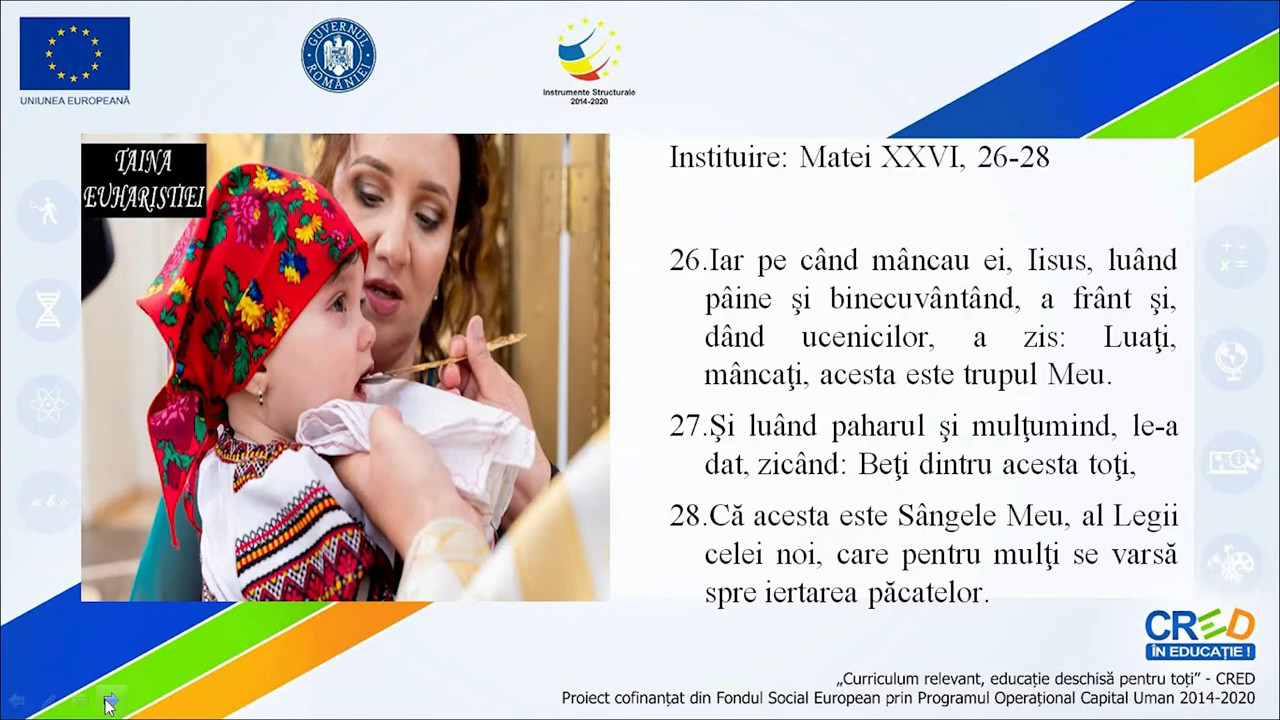 UNIUNEA EUROPEANĂ
GUVERNUL ROMÂNIEI
Instrumente Structurale
2014-2020
TAINA
EUHARISTIEI
Instituire: Matei XXVI, 26-28
26.Iar pe când mâncau ei, Iisus, luând
pâine şi binecuvântând, a frânt şi,
dând ucenicilor, a zis: Luaţi,
mâncaţi, acesta este trupul Meu.
27.Şi luând paharul şi mulţumind, le-a
dat, zicând: Beţi dintru acesta toţi,
28.Că acesta este Sângele Meu, al Legii
celei noi, care pentru mulţi se varsă
spre iertarea păcatelor.
CRED
ÎN EDUCAȚIE !
„Curriculum relevant, educație deschisă pentru toți” - CRED
Proiect cofinanțat din Fondul Social European prin Programul Operațional Capital Uman 2014-2020